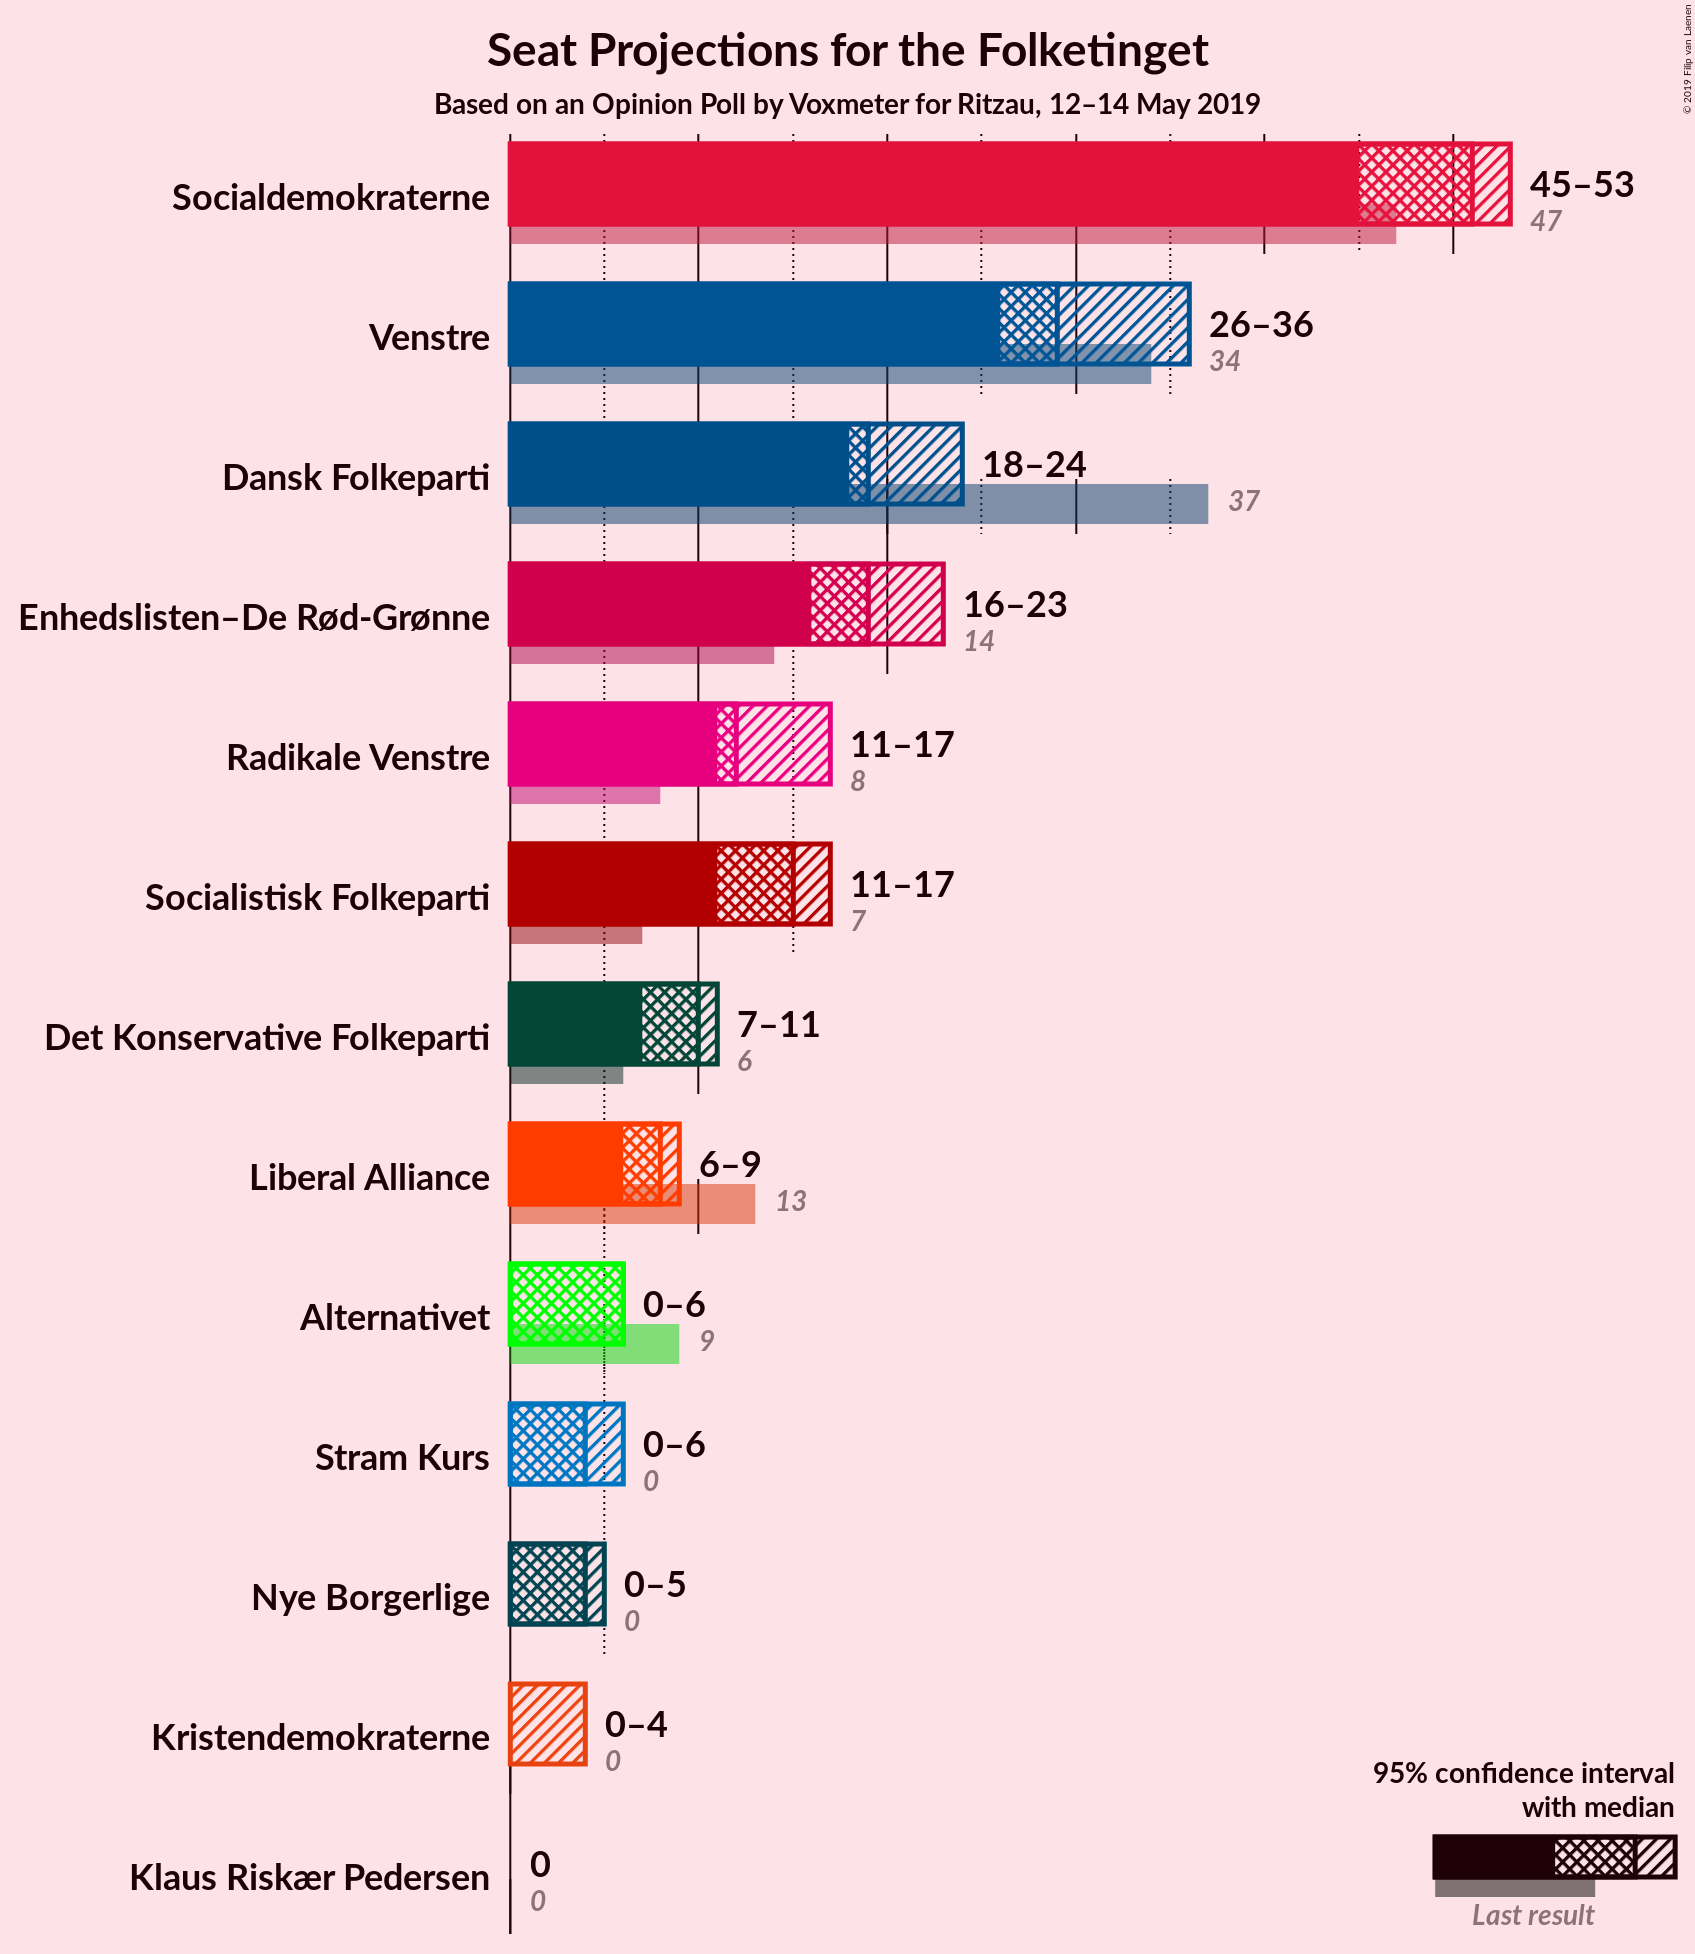 Seat Projections for the Folketinget
Based on an Opinion Poll by Voxmeter for Ritzau, 12–14 May 2019
© 2019 Filip van Laenen
Socialdemokraterne
45–53
47
Venstre
26–36
34
Dansk Folkeparti
18–24
37
Enhedslisten–De Rød-Grønne
16–23
14
Radikale Venstre
11–17
8
Socialistisk Folkeparti
11–17
7
Det Konservative Folkeparti
7–11
6
Liberal Alliance
6–9
13
Alternativet
0–6
9
Stram Kurs
0–6
0
Nye Borgerlige
0–5
0
Kristendemokraterne
0–4
0
Klaus Riskær Pedersen
0
0
95% confidence interval
with median
Last result